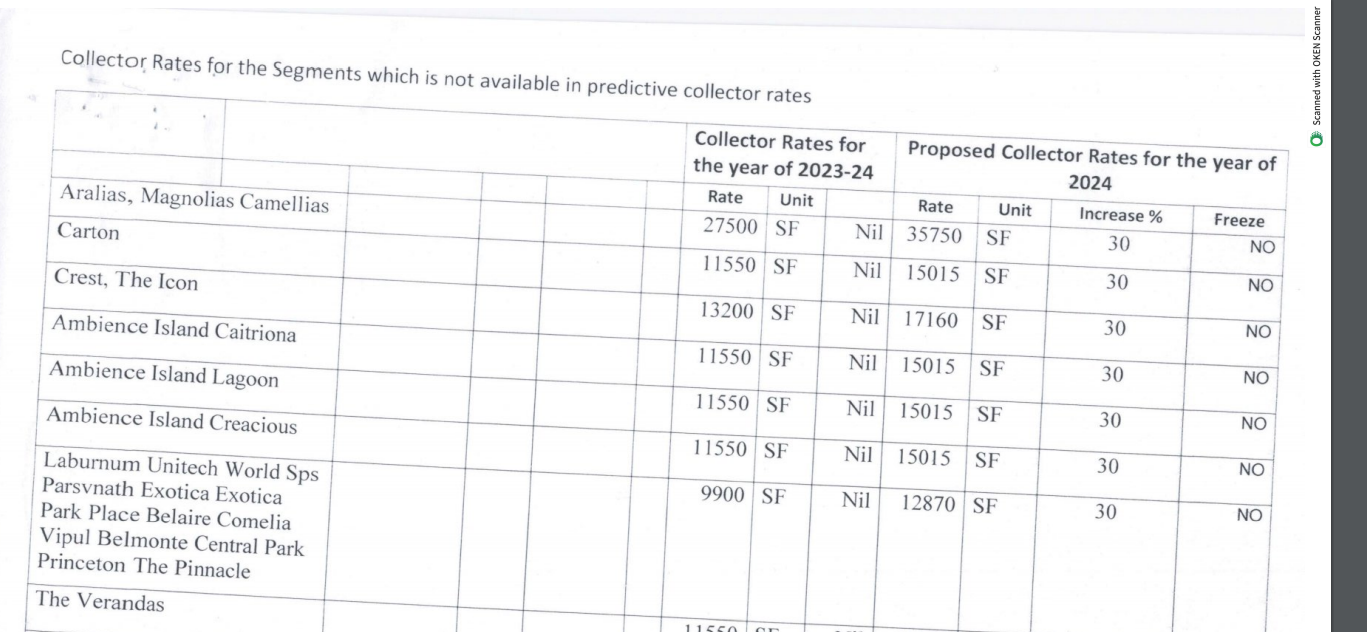 Scanned with OKEN Scanner
Collector Rates for the Segments which is not available in predictive collector rates
Collector Rates for the year of 2023-24 Proposed Collector Rates for the year of 2024
Rate Unit Rate Unit Increase % Freeze
Aralias, Magnolias Camellias 27500 SF Nil 35750 SF 30 NO
Carton 11550 SF Nil 15015 SF 30 NO
Crest, The Icon 13200 SF Nil 17160 SF 30 NO
Ambience Island Caitriona 11550 SF Nil 15015 SF 30 NO
Ambience Island Lagoon 11550 SF Nil 15015 SF 30 NO
Ambience Island Creacious 11550 SF Nil 15015 SF 30 NO
Laburnum Unitech World Sps 9900 SF Nil 12870 SF 30 NO
Parsvnath Exotica Exotica
Park Place Belaire Comelia
Vipul Belmonte Central Park
Princeton The Pinnacle
The Verandas 11550 SF